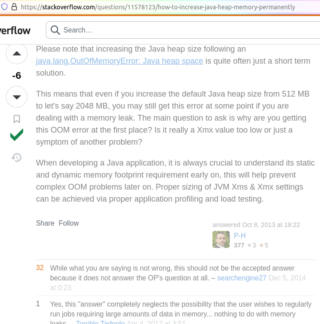 https://stackoverflow.com/questions/11578123/how-to-increase-java-heap-memory-permanently
erflow
Search...
Please note that increasing the Java heap size following an
java.lang.OutOfMemoryError: Java heap space is quite often just a short term
solution.
-6
This means that even if you increase the default Java heap size from 512 MB
to let's say 2048 MB, you may still get this error at some point if you are
dealing with a memory leak. The main question to ask is why are you getting
this OOM error at the first place? Is it really a Xmx value too low or just a
symptom of another problem?
When developing a Java application, it is always crucial to understand its static
and dynamic memory footprint requirement early on, this will help prevent
complex OOM problems later on. Proper sizing of JVM Xms & Xmx settings
can be achieved via proper application profiling and load testing.
Share Follow
answered Oct 9, 2013 at 18:22
P-H
377 3 5
32 While what you are saying is not wrong, this should not be the accepted answer
because it does not answer the OP's question at all. – searchengine27 Dec 5, 2014
at 0:23
1 Yes, this "answer" completely neglects the possibility that the user wishes to regularly
run jobs requiring large amounts of data in memory... nothing to do with memory